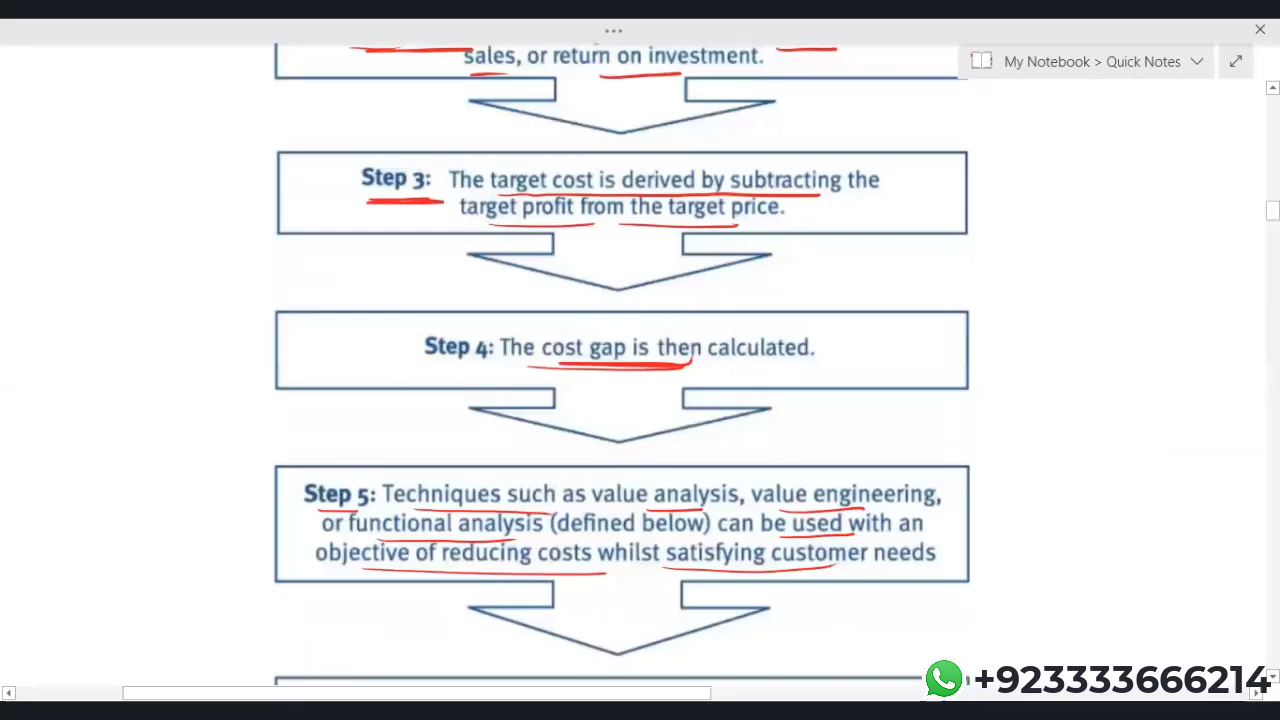 sales, or return on investment.
My Notebook > Quick Notes
Step 3: The target cost is derived by subtracting the
target profit from the target price.
Step 4: The cost gap is then calculated.
Step 5: Techniques such as value analysis, value engineering,
or functional analysis (defined below) can be used with an
objective of reducing costs whilst satisfying customer needs
+923333666214